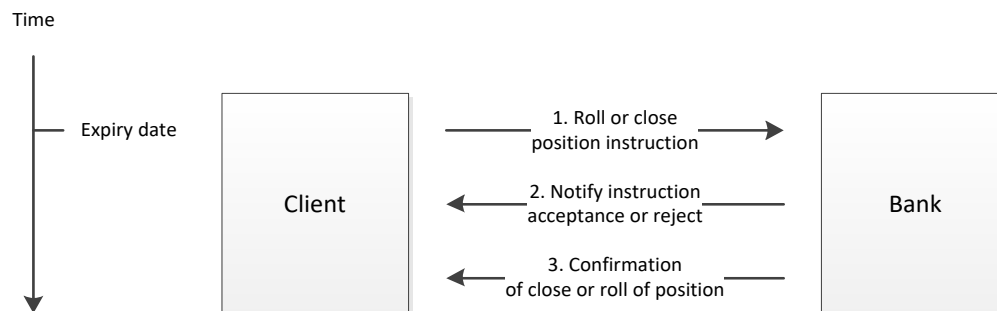 Time
Expiry date
Client
1. Roll or close
position instruction
2. Notify instruction
acceptance or reject
3. Confirmation
of close or roll of position
Bank